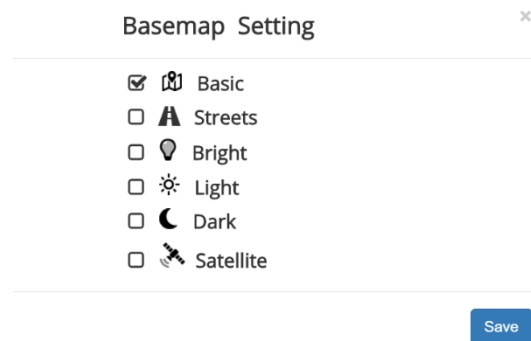 Basemap Setting
×
Basic
Streets
Bright
Light
Dark
Satellite
Save